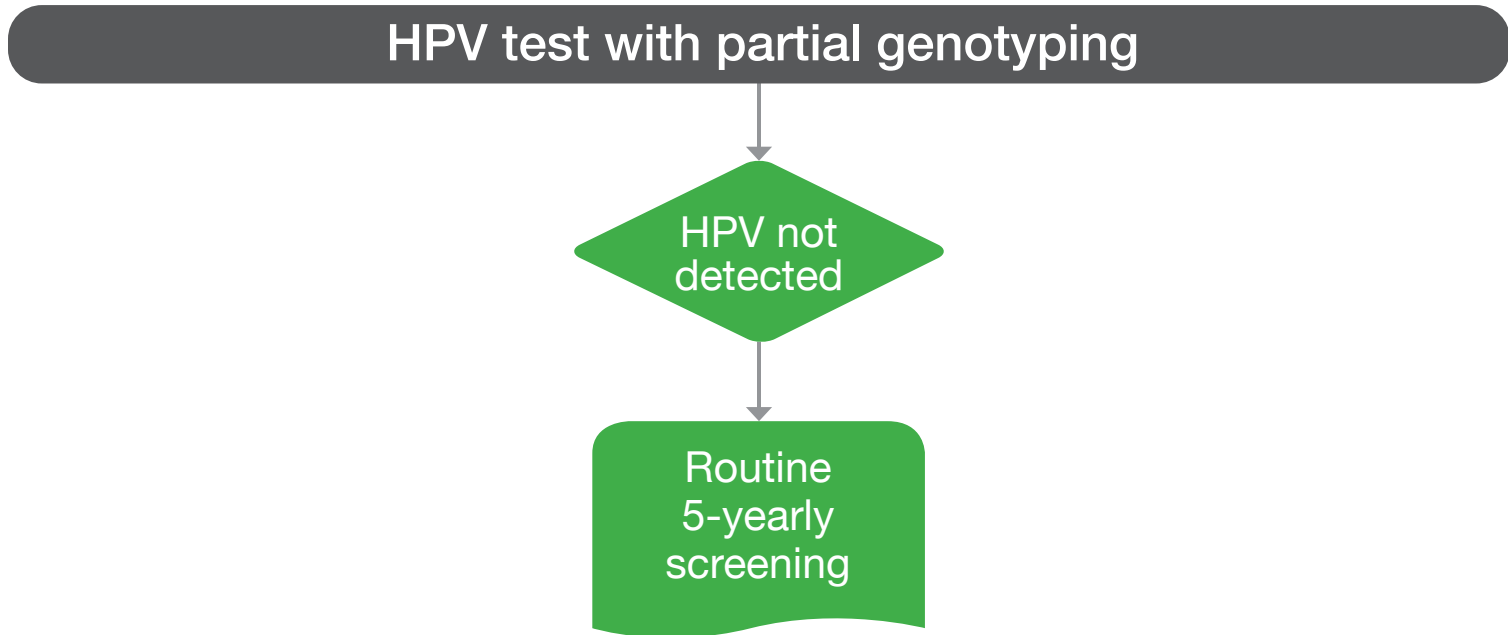 HPV test with partial genotyping
HPV not
detected
Routine
5-yearly
screening